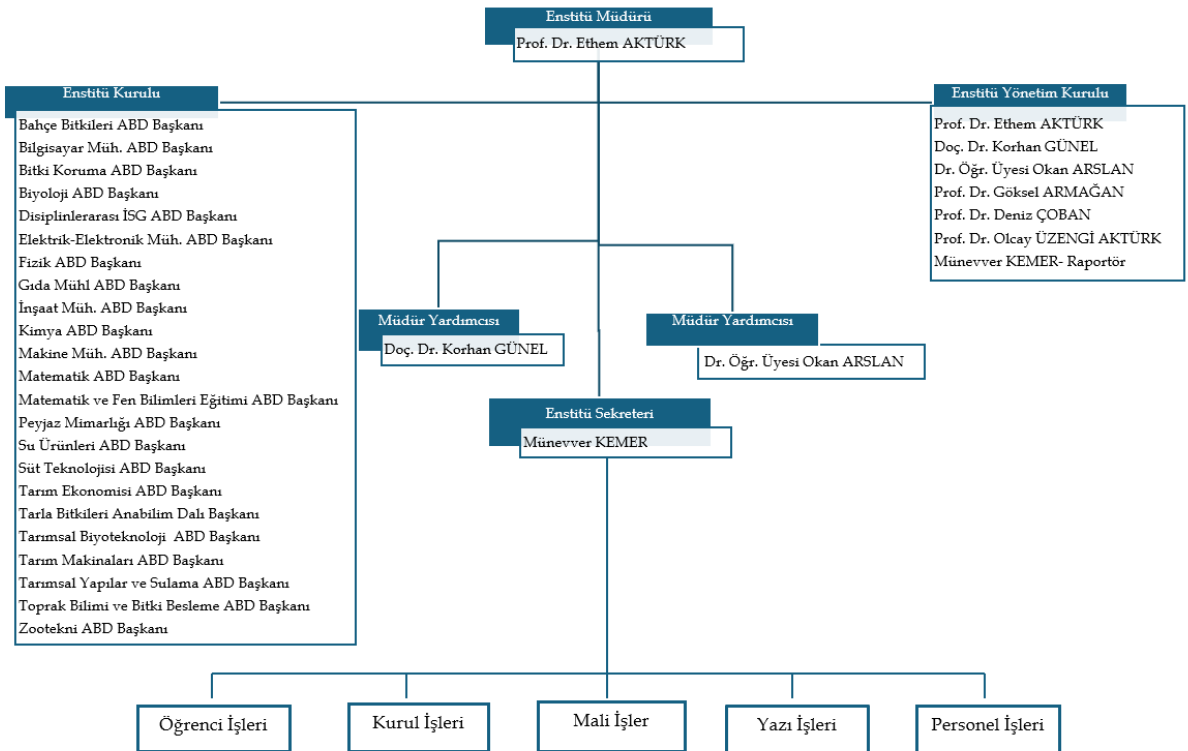 Enstitü Müdürü
Prof. Dr. Ethem AKTÜRK
Enstitü Kurulu
Bahçe Bitkileri ABD Başkanı
Bilgisayar Müh. ABD Başkanı
Bitki Koruma ABD Başkanı
Biyoloji ABD Başkanı
Disiplinlerarası İSG ABD Başkanı
Elektrik-Elektronik Müh. ABD Başkanı
Fizik ABD Başkanı
Gıda Mühl ABD Başkanı
İnşaat Müh. ABD Başkanı
Kimya ABD Başkanı
Makine Müh. ABD Başkanı
Matematik ABD Başkanı
Matematik ve Fen Bilimleri Eğitimi ABD Başkanı
Peyjaz Mimarlığı ABD Başkanı
Su Ürünleri ABD Başkanı
Süt Teknolojisi ABD Başkanı
Tarım Ekonomisi ABD Başkanı
Tarla Bitkileri Anabilim Dalı Başkanı
Tarımsal Biyoteknoloji ABD Başkanı
Tarım Makinaları ABD Başkanı
Tarımsal Yapılar ve Sulama ABD Başkanı
Toprak Bilimi ve Bitki Besleme ABD Başkanı
Zootekni ABD Başkanı
Enstitü Yönetim Kurulu
Prof. Dr. Ethem AKTÜRK
Doç. Dr. Korhan GÜNEL
Dr. Öğr. Üyesi Okan ARSLAN
Prof. Dr. Göksel ARMAĞAN
Prof. Dr. Deniz ÇOBAN
Prof. Dr. Olcay ÜZENGİ AKTÜRK
Münevver KEMER- Raportör
Müdür Yardımcısı
Doç. Dr. Korhan GÜNEL
Müdür Yardımcısı
Dr. Öğr. Üyesi Okan ARSLAN
Enstitü Sekreteri
Münevver KEMER
Öğrenci İşleri
Kurul İşleri
Mali İşler
Yazı İşleri
Personel İşleri